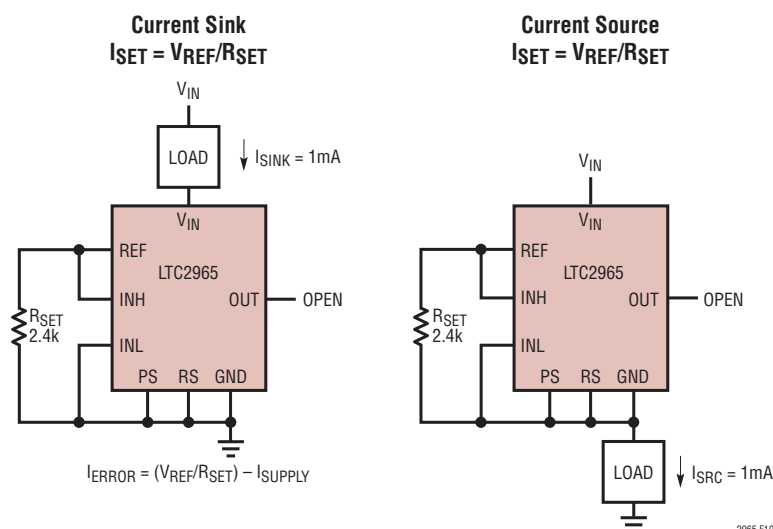 Current Sink
ISET = VREF/RSET
VIN
LOAD
ISINK = 1mA
VIN
REF
LTC2965
INH
OUT
OPEN
RSET
2.4k
INL
PS RS GND
IERROR = (VREF/RSET) – ISUPPLY
Current Source
ISET = VREF/RSET
VIN
VIN
REF
LTC2965
INH
OUT
OPEN
RSET
2.4k
INL
PS RS GND
LOAD
ISRC = 1mA